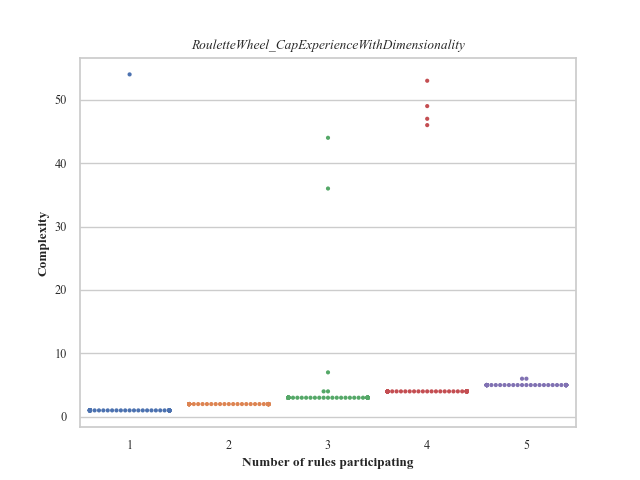 RouletteWheel_CapExperienceWithDimensionality
50
40
30
20
10
0
Complexity
1 2 3 4 5
Number of rules participating